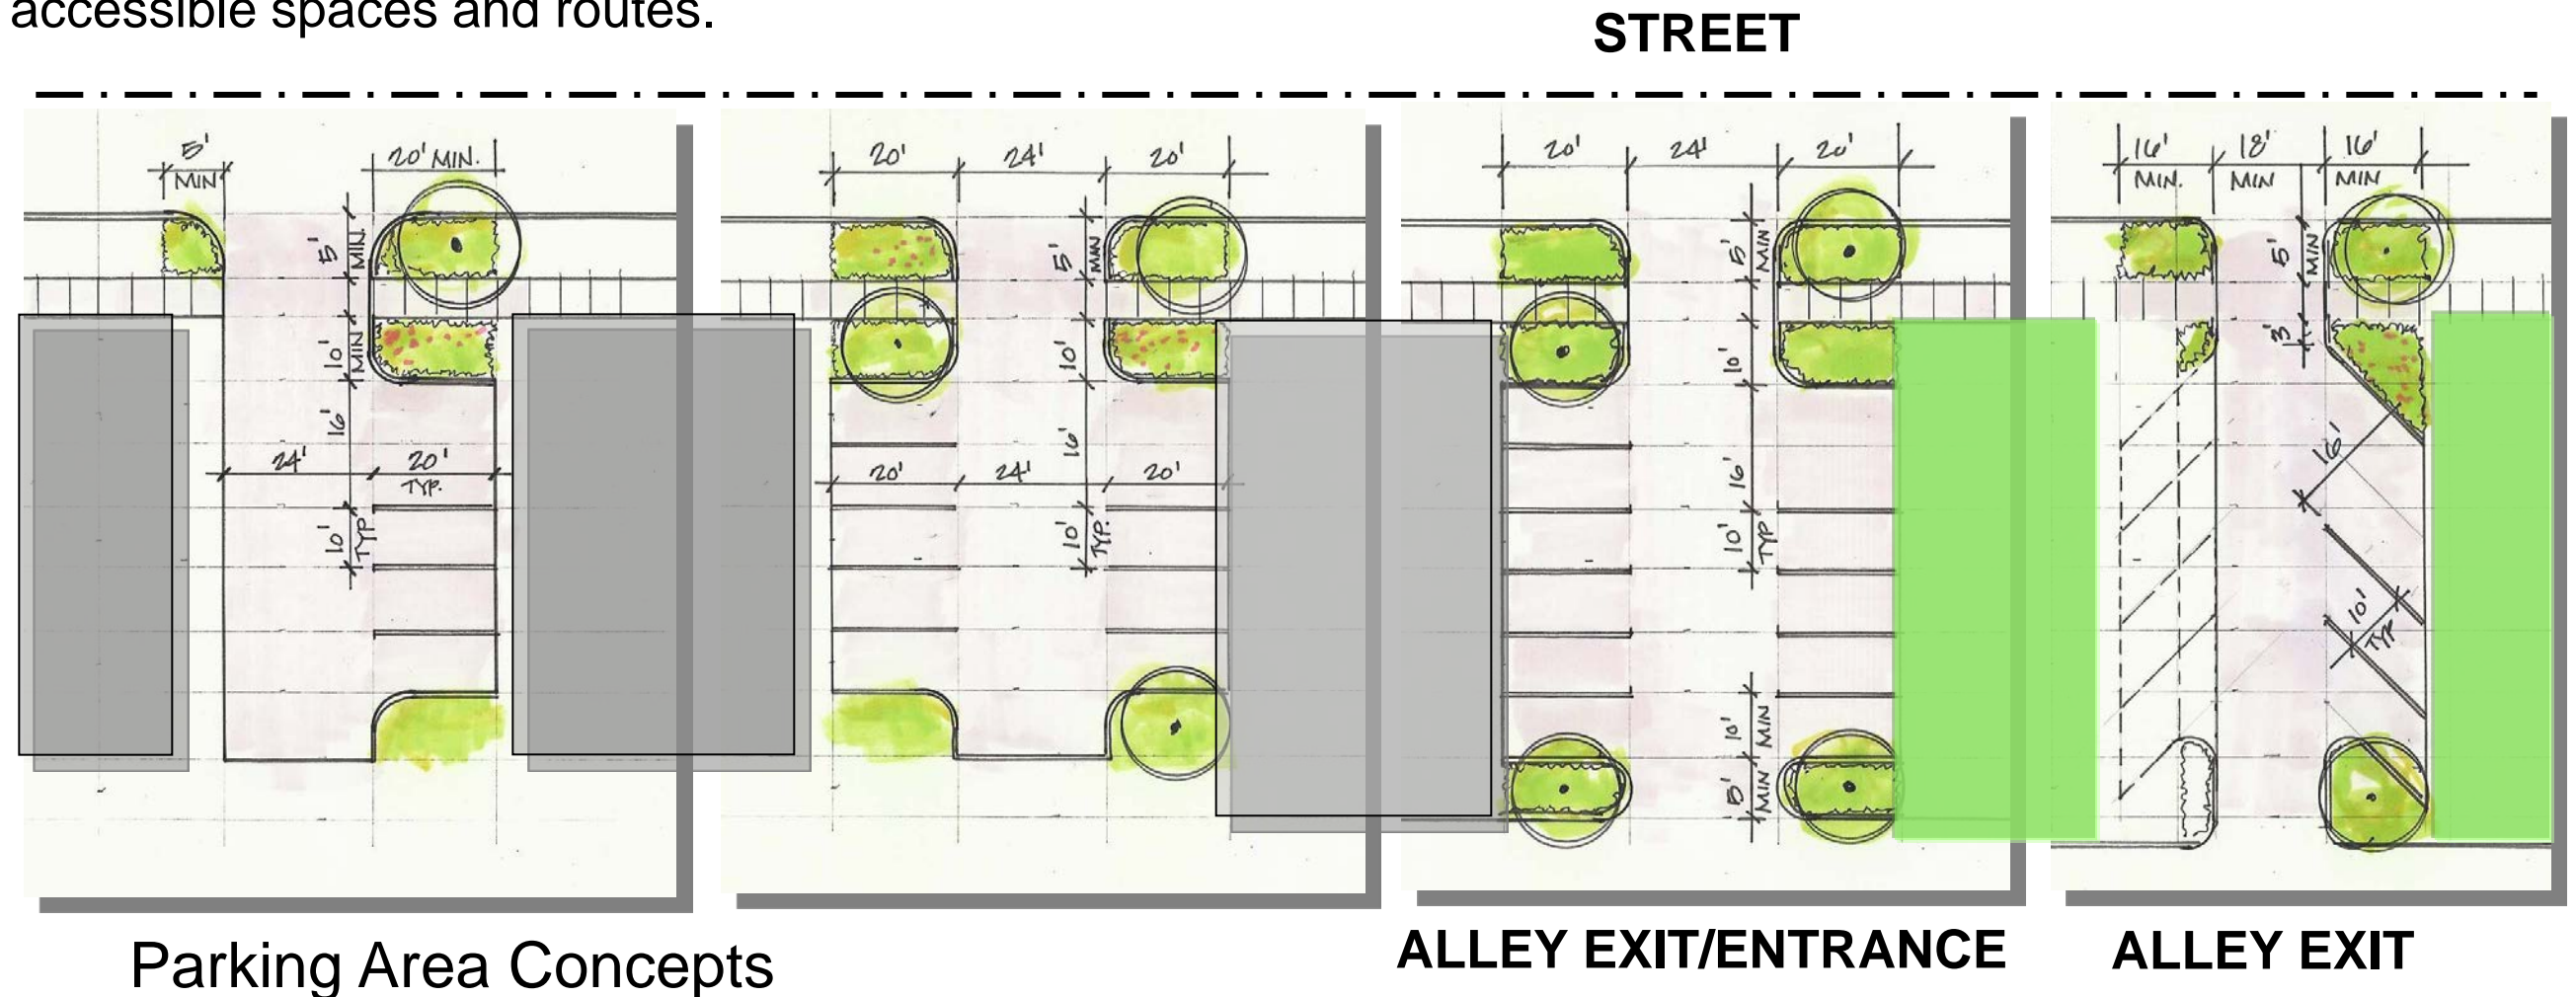 accessible spaces and routes.
STREET
5'
MIN
20' MIN.
5'
MIN.
10'
MIN
16'
24'
20'
TYP.
10'
TYP
20'
24'
20'
5'
MIN
10'
16'
20'
24'
20'
10'
TYP.
20'
24'
20'
5'
MIN
10'
16'
10'
TYP
10'
MIN
5'
MIN
16'
MIN.
18'
MIN
16'
MIN
5'
MIN
3'
16'
10'
TYP
Parking Area Concepts
ALLEY EXIT/ENTRANCE
ALLEY EXIT